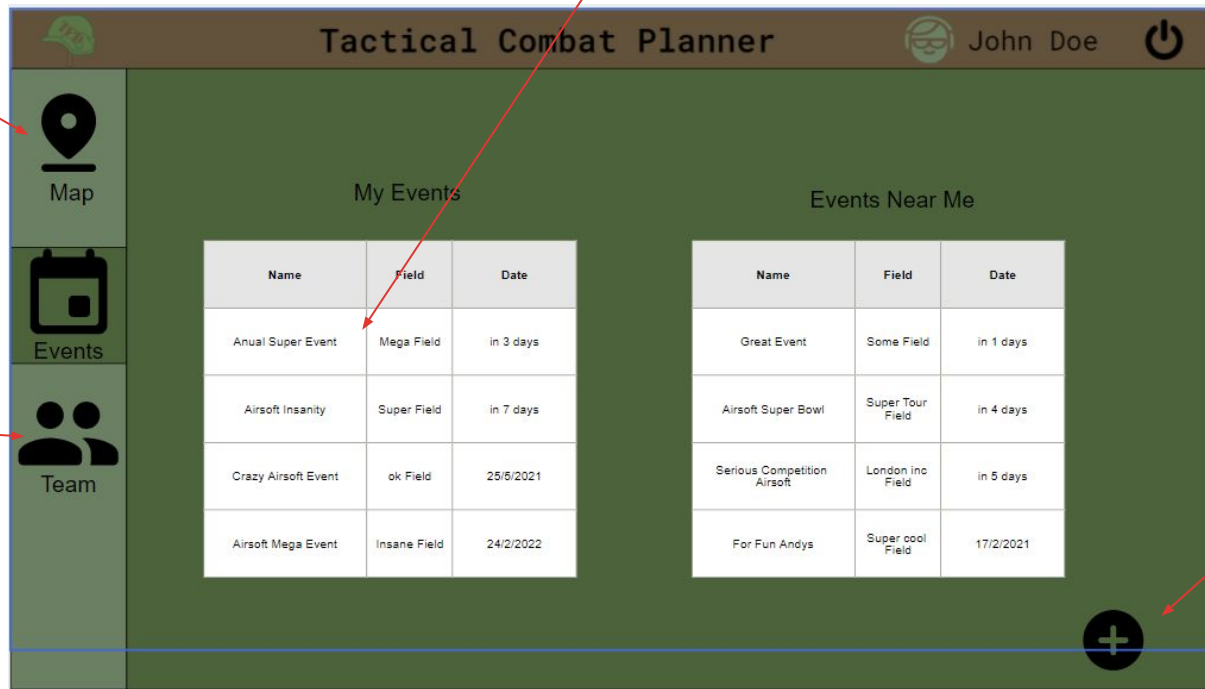 Tactical Combat Planner
John Doe
Map
Events
Team
My Events
Name Field Date
Anual Super Event Mega Field in 3 days
Airsoft Insanity Super Field in 7 days
Crazy Airsoft Event ok Field 25/5/2021
Airsoft Mega Event Insane Field 24/2/2022
Events Near Me
Name Field Date
Great Event Some Field in 1 days
Airsoft Super Bowl Super Tour Field in 4 days
Serious Competition Airsoft London inc Field in 5 days
For Fun Andys Super cool Field 17/2/2021